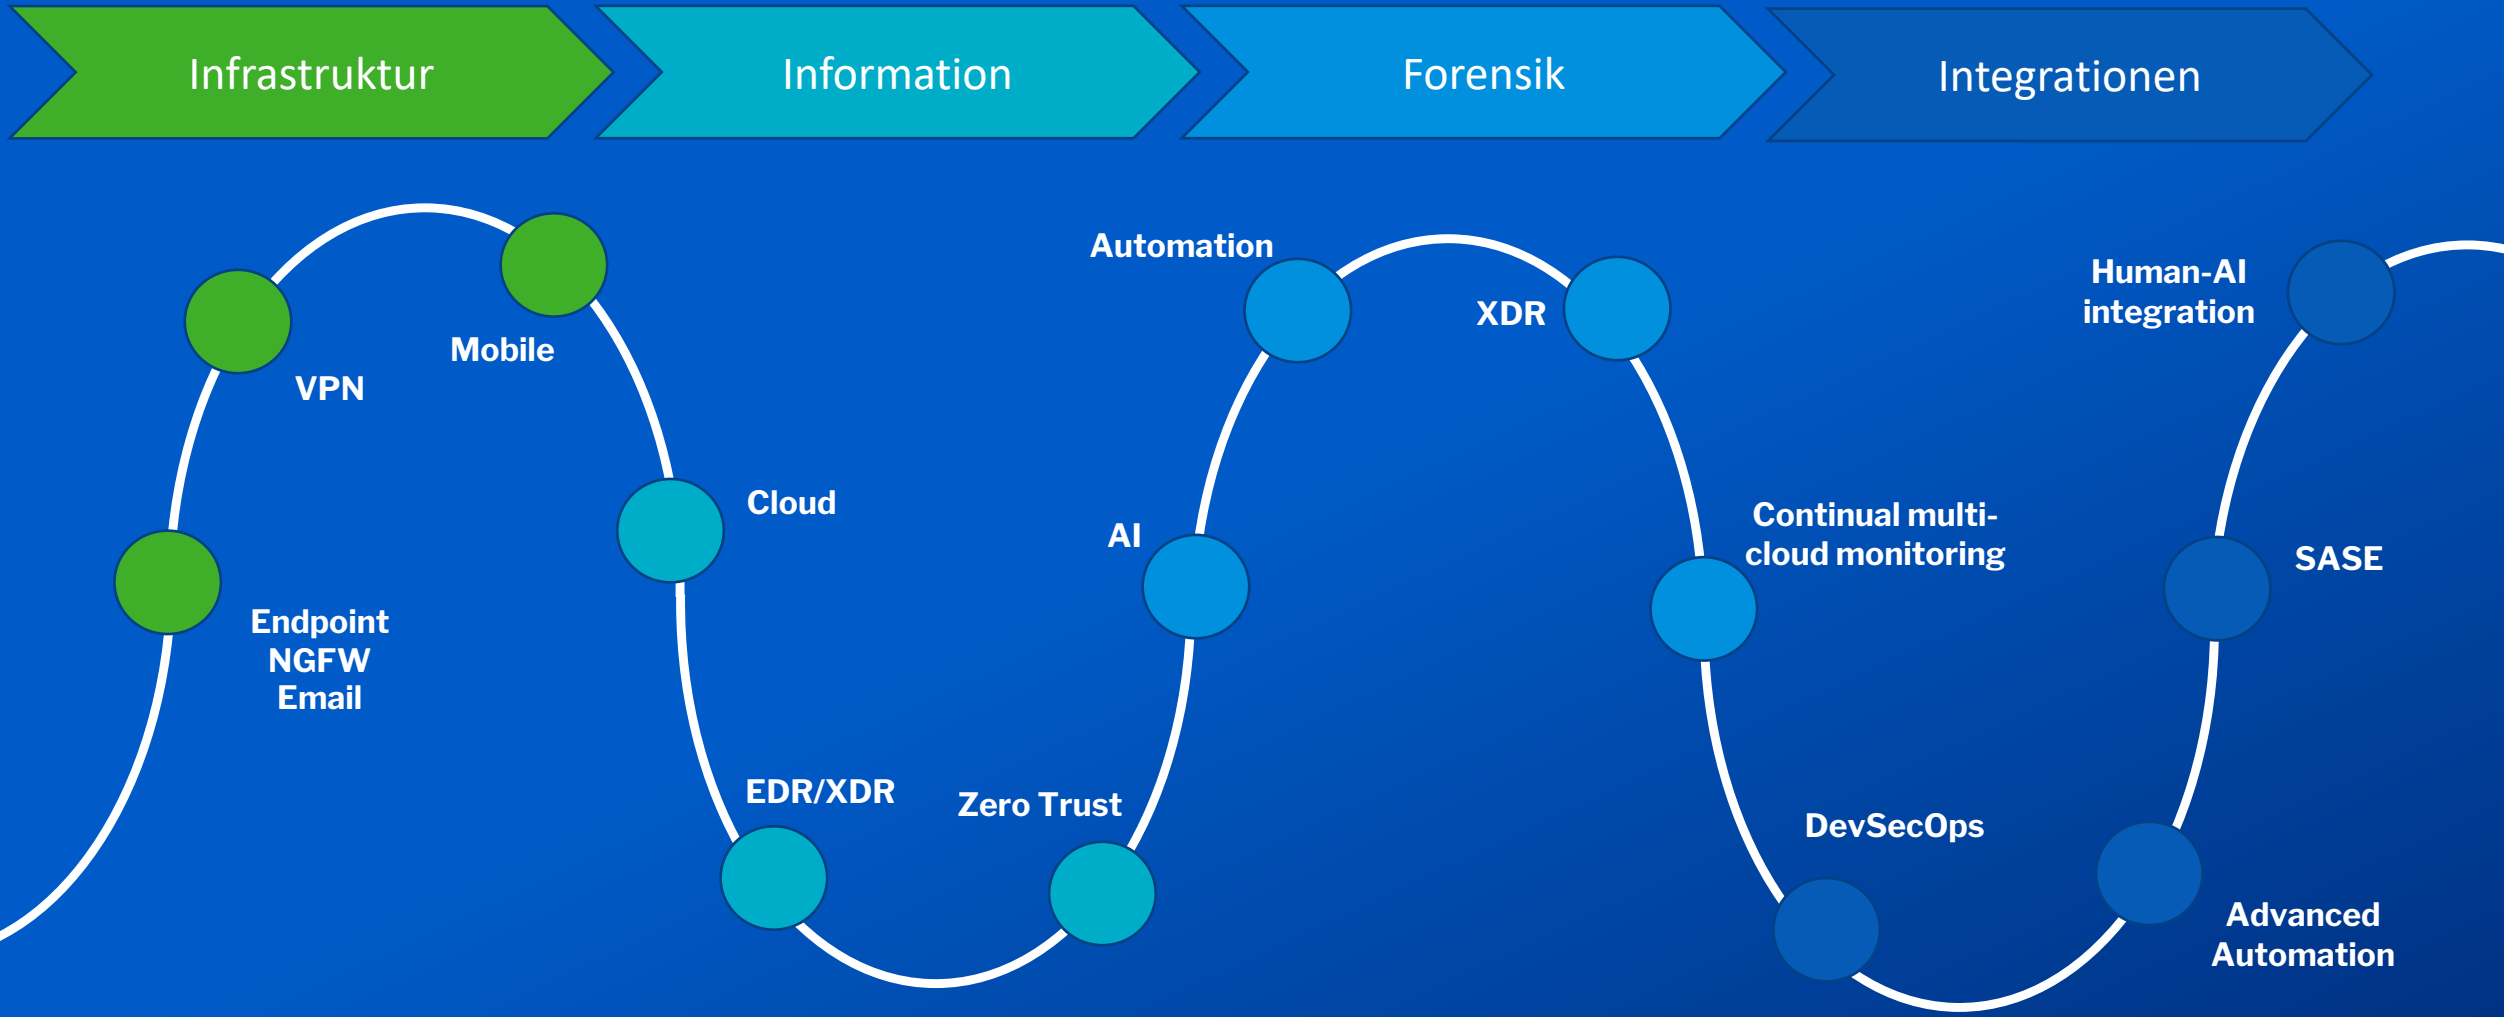 Infrastruktur
Information
Forensik
Integrationen
Endpoint
NGFW
Email
VPN
Mobile
Cloud
EDR/XDR
Zero Trust
AI
Automation
XDR
Continual multi-
cloud monitoring
DevSecOps
Advanced
Automation
SASE
Human-AI
integration